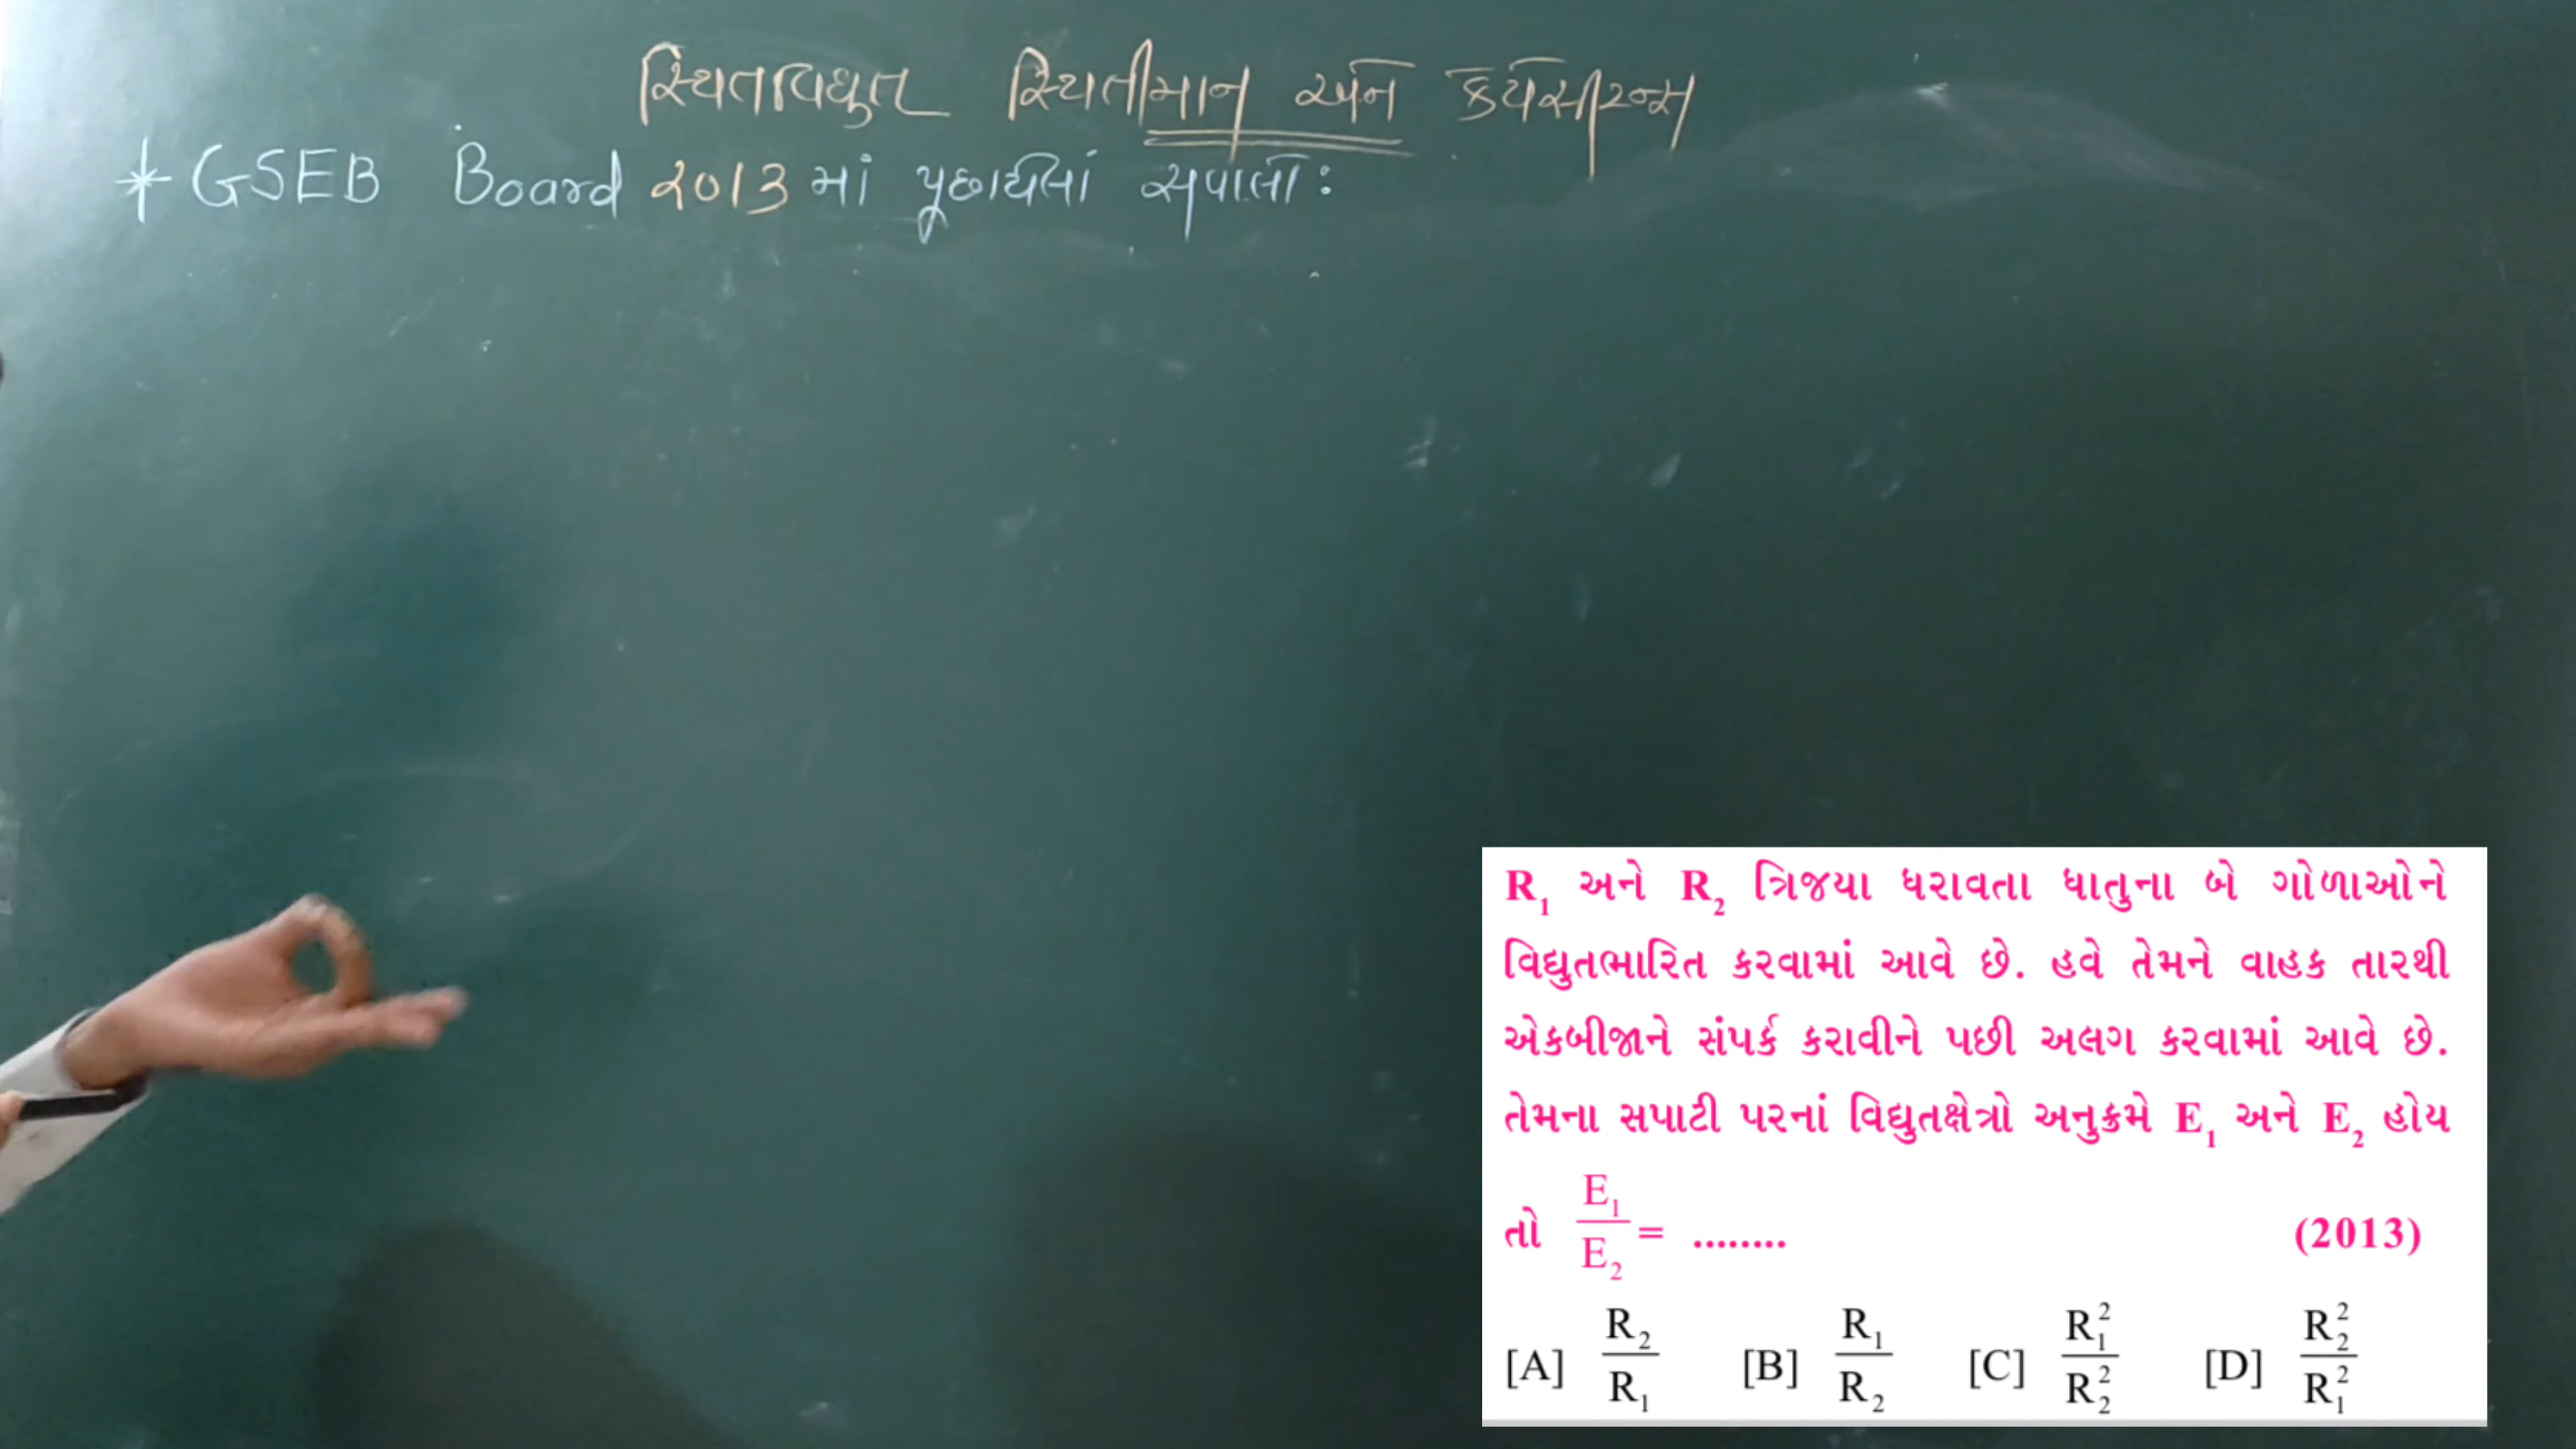 સ્થિતવિદ્યુત સ્થિતીમાન અને કેપેસીટન્સ
* GSEB Board ૨૦૧૩ માં પૂછાયેલાં સવાલો :
R₁ અને R₂ ત્રિજયા ધરાવતા ધાતુના બે ગોળાઓને
વિદ્યુતભારિત કરવામાં આવે છે. હવે તેમને વાહક તારથી
એકબીજાને સંપર્ક કરાવીને પછી અલગ કરવામાં આવે છે.
તેમના સપાટી પરનાં વિદ્યુતક્ષેત્રો અનુક્રમે E₁ અને E₂ હોય
તો E₁/E₂ = ........ (2013)
[A] R₂/R₁ [B] R₁/R₂ [C] R₁²/R₂² [D] R₂²/R₁²